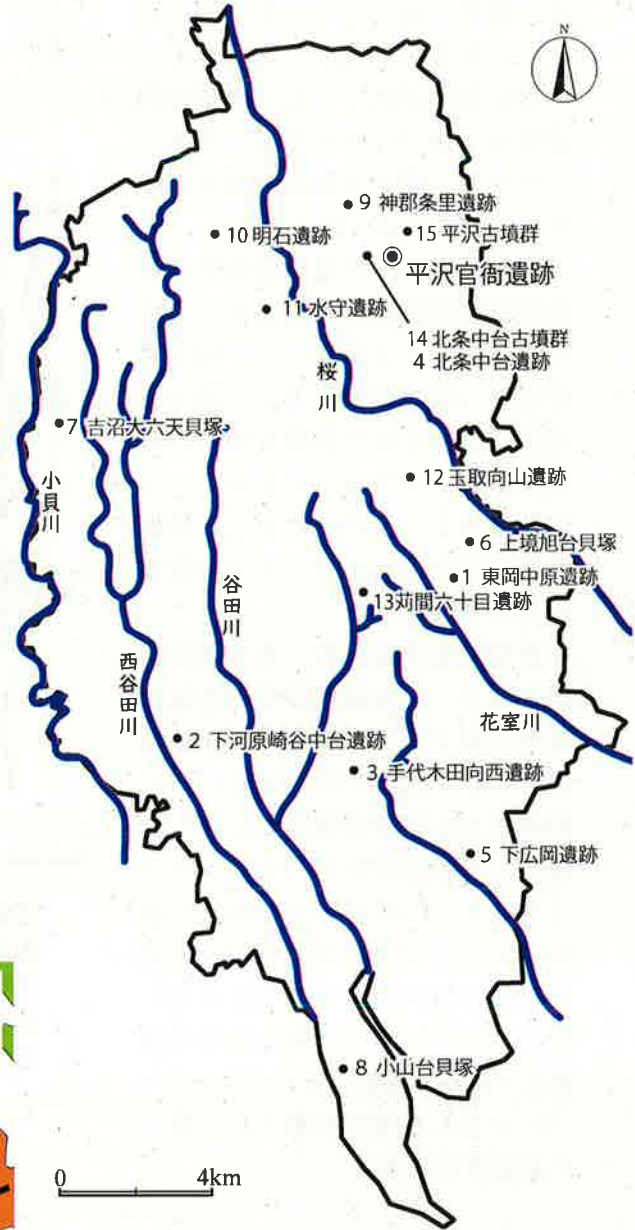 N
9 神郡条里遺跡
10 明石遺跡
15 平沢古墳群
平沢官衙遺跡
11 水守遺跡
14 北条中台古墳群
4 北条中台遺跡
桜川
7 吉沼大六天貝塚
小貝川
12 玉取向山遺跡
6 上境旭台貝塚
1 東岡中原遺跡
13 苅間六十目遺跡
谷田川
西谷田川
花室川
2 下河原崎谷中台遺跡
3 手代木田向西遺跡
5 下広岡遺跡
8 小山台貝塚
0 4km